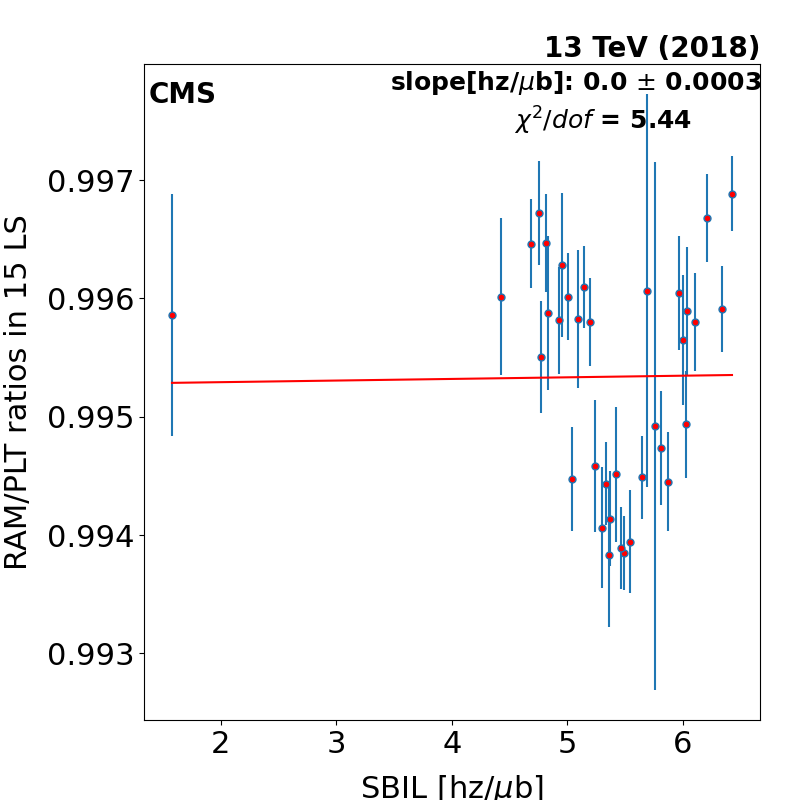 13 TeV (2018)
CMS
slope[hz/μb]: 0.0 ± 0.0003
χ²/dof = 5.44
RAM/PLT ratios in 15 LS
0.997
0.996
0.995
0.994
0.993
2 3 4 5 6
SBIL [hz/μb]